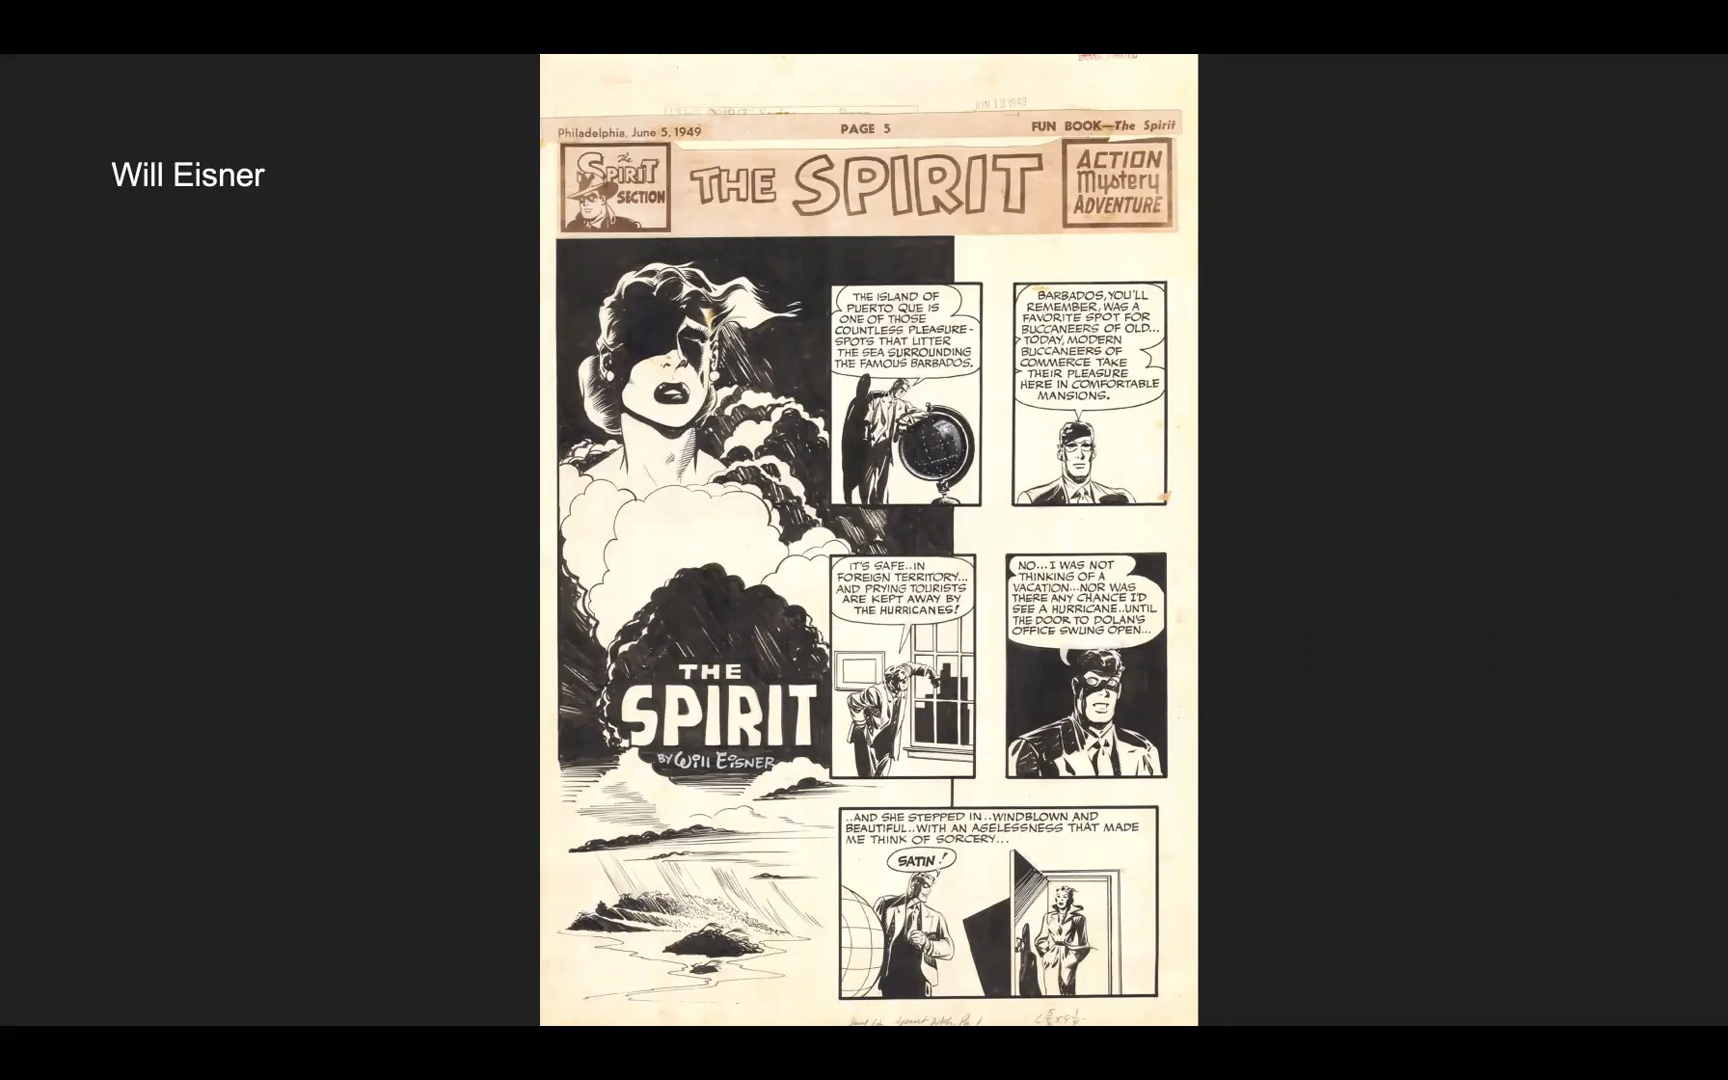 Will Eisner
JUN 12 1949
Philadelphia, June 5, 1949
PAGE 5
FUN BOOK—The Spirit
The
SPIRIT
SECTION
THE SPIRIT
ACTION
Mystery
ADVENTURE
THE ISLAND OF
PUERTO QUE IS
ONE OF THOSE
COUNTLESS PLEASURE-
SPOTS THAT LITTER
THE SEA SURROUNDING
THE FAMOUS BARBADOS.
BARBADOS, YOU'LL
REMEMBER, WAS A
FAVORITE SPOT FOR
BUCCANEERS OF OLD...
TODAY, MODERN
BUCCANEERS OF
COMMERCE TAKE
THEIR PLEASURE
HERE IN COMFORTABLE
MANSIONS.
IT'S SAFE..IN
FOREIGN TERRITORY...
AND PRYING TOURISTS
ARE KEPT AWAY BY
THE HURRICANES!
NO...I WAS NOT
THINKING OF A
VACATION...NOR WAS
THERE ANY CHANCE I'D
SEE A HURRICANE..UNTIL
THE DOOR TO DOLAN'S
OFFICE SWUNG OPEN...
THE
SPIRIT
BY WILL EISNER
..AND SHE STEPPED IN..WINDBLOWN AND
BEAUTIFUL..WITH AN AGELESSNESS THAT MADE
ME THINK OF SORCERY...
SATIN!